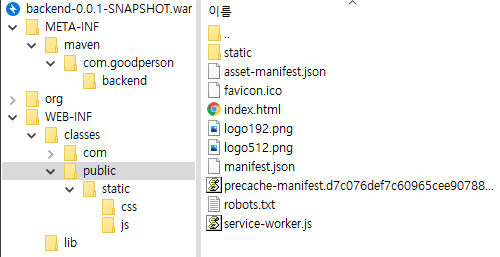 backend-0.0.1-SNAPSHOT.war
META-INF
maven
com.goodperson
backend
org
WEB-INF
classes
com
public
static
css
js
lib
이름
..
static
asset-manifest.json
favicon.ico
index.html
logo192.png
logo512.png
manifest.json
precache-manifest.d7c076def7c60965cee90788...
robots.txt
service-worker.js